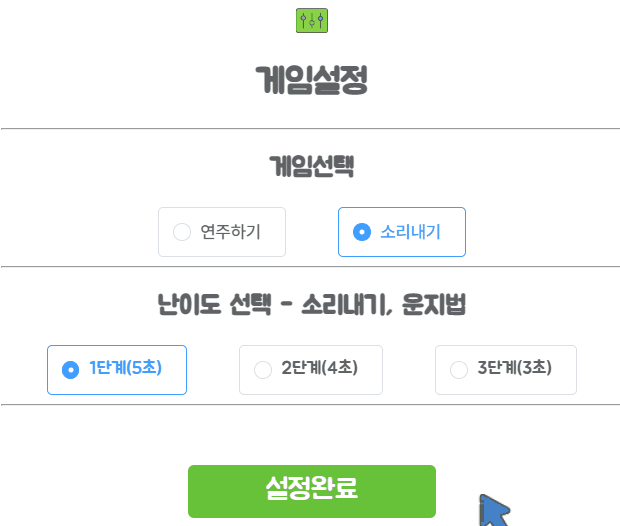 게임설정
게임선택
연주하기 소리내기
난이도 선택 - 소리내기, 운지법
1단계(5초) 2단계(4초) 3단계(3초)
설정완료